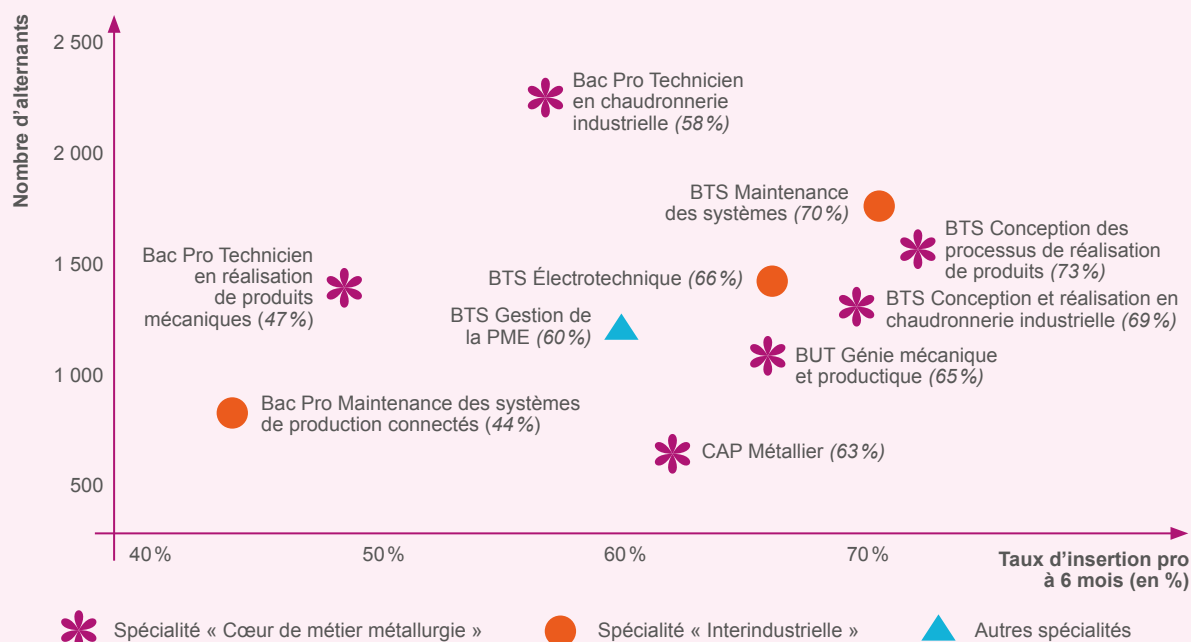 Nombre d'alternants
2 500
2 000
1 500
1 000
500
Bac Pro Technicien
en chaudronnerie
industrielle (58 %)
BTS Maintenance
des systèmes (70 %)
BTS Conception des
processus de réalisation
de produits (73 %)
Bac Pro Technicien
en réalisation
de produits
mécaniques (47 %)
BTS Électrotechnique (66 %)
BTS Conception et réalisation en
chaudronnerie industrielle (69 %)
BTS Gestion de
la PME (60 %)
BUT Génie mécanique
et productique (65 %)
Bac Pro Maintenance des systèmes
de production connectés (44 %)
CAP Métallier (63 %)
40 %
50 %
60 %
70 %
Taux d'insertion pro
à 6 mois (en %)
Spécialité « Cœur de métier métallurgie »
Spécialité « Interindustrielle »
Autres spécialités